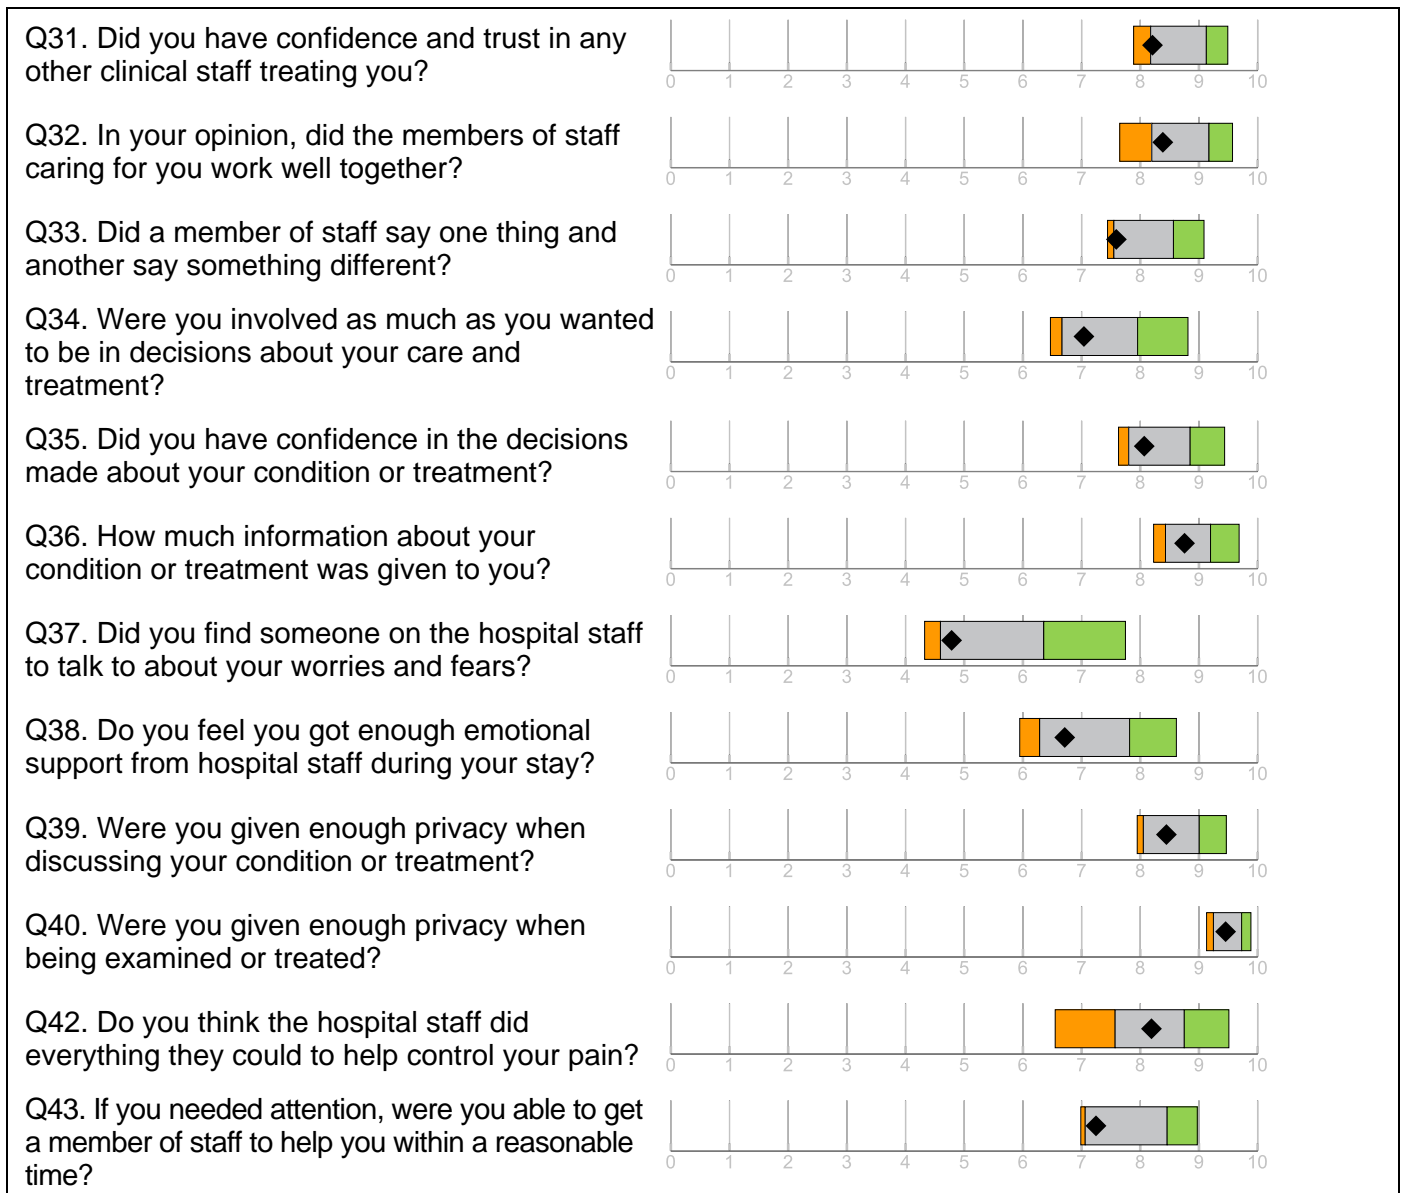 Q31. Did you have confidence and trust in any
other clinical staff treating you?
0 1 2 3 4 5 6 7 8 9 10
Q32. In your opinion, did the members of staff
caring for you work well together?
0 1 2 3 4 5 6 7 8 9 10
Q33. Did a member of staff say one thing and
another say something different?
0 1 2 3 4 5 6 7 8 9 10
Q34. Were you involved as much as you wanted
to be in decisions about your care and
treatment?
0 1 2 3 4 5 6 7 8 9 10
Q35. Did you have confidence in the decisions
made about your condition or treatment?
0 1 2 3 4 5 6 7 8 9 10
Q36. How much information about your
condition or treatment was given to you?
0 1 2 3 4 5 6 7 8 9 10
Q37. Did you find someone on the hospital staff
to talk to about your worries and fears?
0 1 2 3 4 5 6 7 8 9 10
Q38. Do you feel you got enough emotional
support from hospital staff during your stay?
0 1 2 3 4 5 6 7 8 9 10
Q39. Were you given enough privacy when
discussing your condition or treatment?
0 1 2 3 4 5 6 7 8 9 10
Q40. Were you given enough privacy when
being examined or treated?
0 1 2 3 4 5 6 7 8 9 10
Q42. Do you think the hospital staff did
everything they could to help control your pain?
0 1 2 3 4 5 6 7 8 9 10
Q43. If you needed attention, were you able to get
a member of staff to help you within a reasonable
time?
0 1 2 3 4 5 6 7 8 9 10